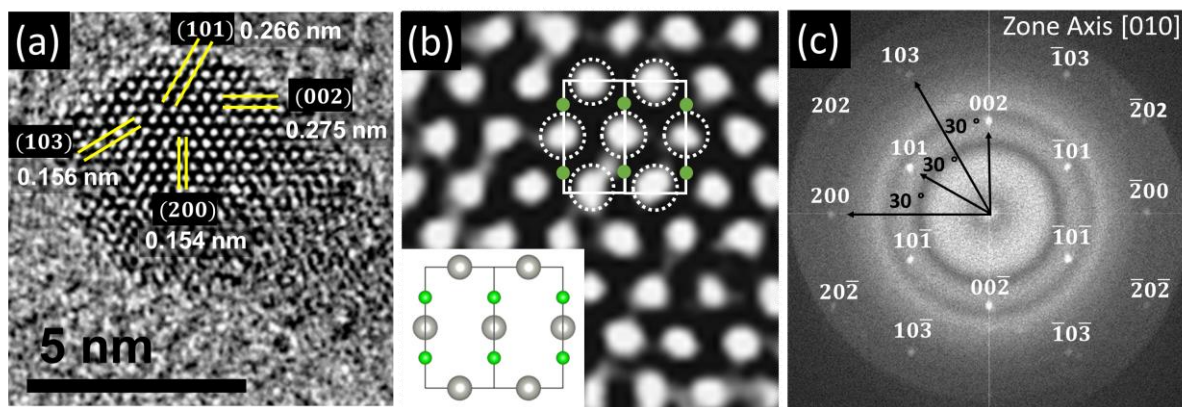 (a)
(101) 0.266 nm
(002)
0.275 nm
(103)
0.156 nm
(200)
0.154 nm
5 nm
(b)
(c)
Zone Axis [010]
103
1̅03
202
002
2̅02
30 °
101
30 °
1̅01
200
30 °
2̅00
101̅
1̅01̅
202̅
002̅
2̅02̅
103̅
1̅03̅